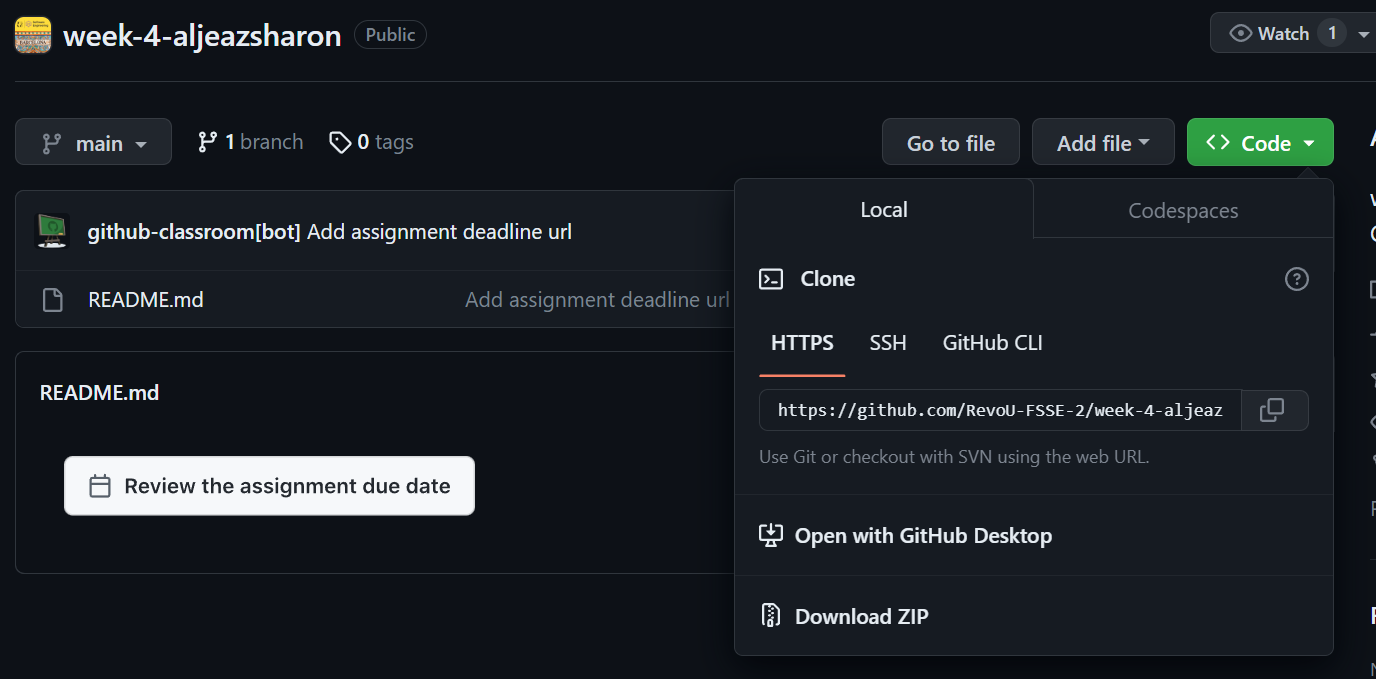 week-4-aljeazsharon Public
Watch 1
main 1 branch 0 tags
Go to file Add file Code
github-classroom[bot] Add assignment deadline url
README.md Add assignment deadline url
README.md
Review the assignment due date
Local Codespaces
Clone
HTTPS SSH GitHub CLI
https://github.com/RevoU-FSSE-2/week-4-aljeaz
Use Git or checkout with SVN using the web URL.
Open with GitHub Desktop
Download ZIP